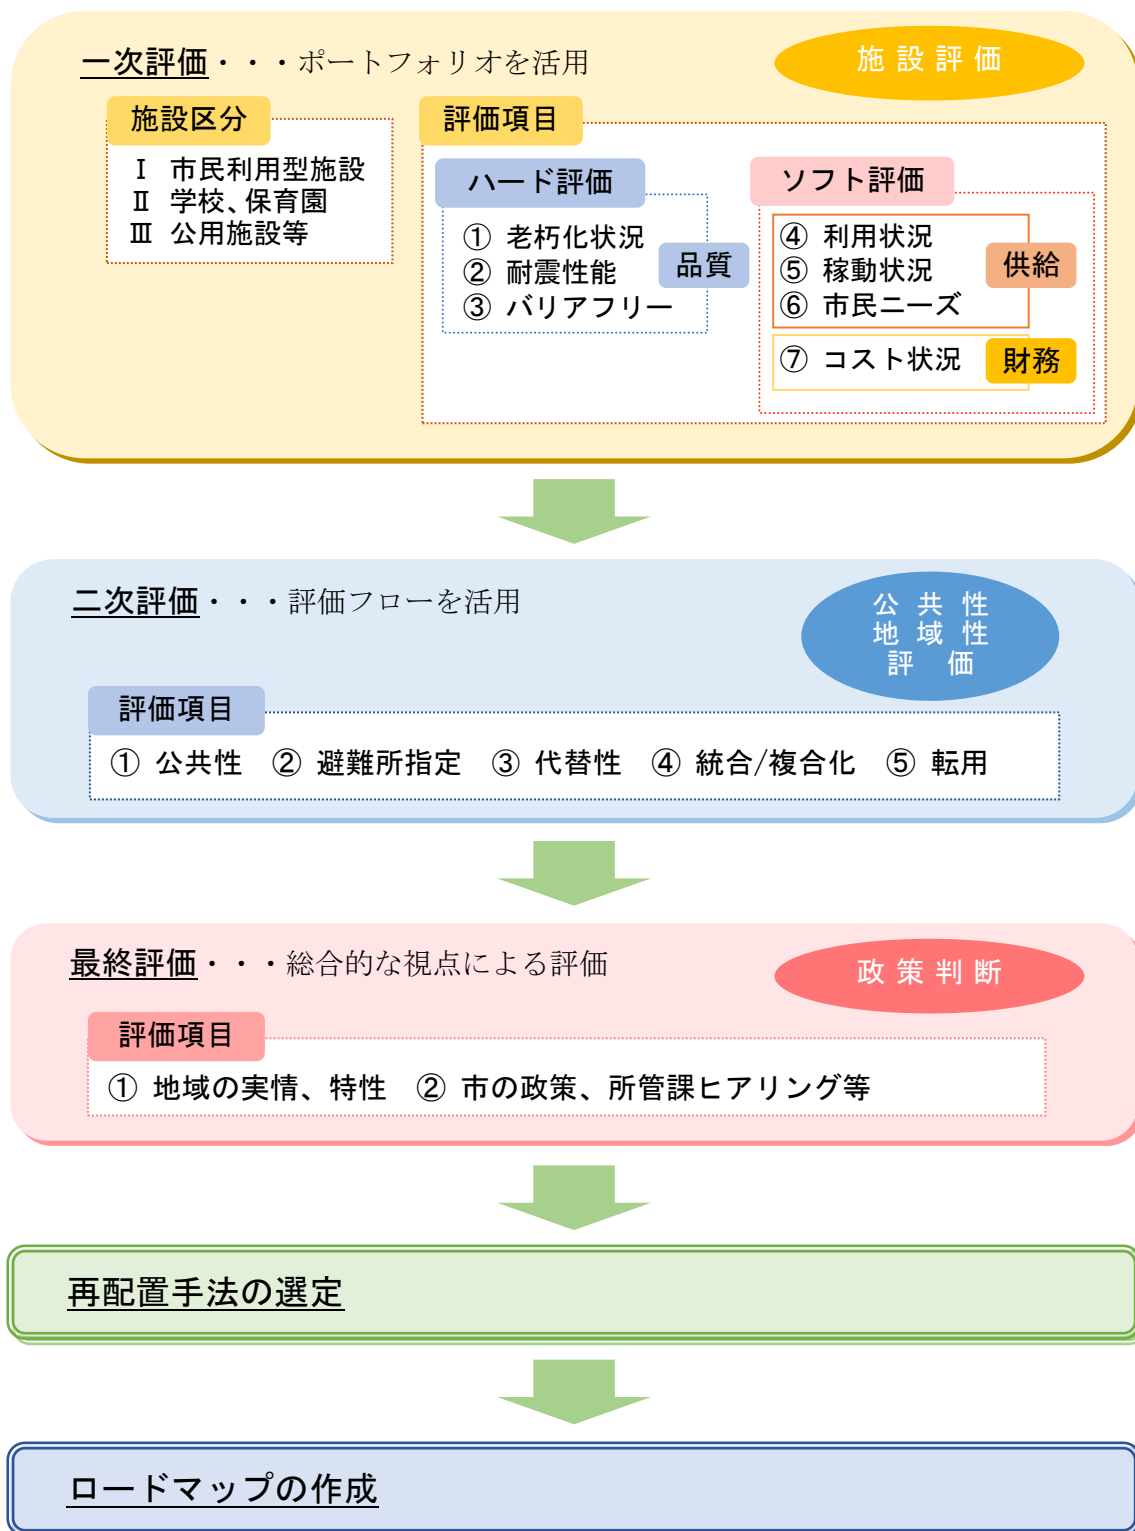 一次評価・・・ポートフォリオを活用
施設評価
施設区分
Ⅰ 市民利用型施設
Ⅱ 学校、保育園
Ⅲ 公用施設等
評価項目
ハード評価
① 老朽化状況
② 耐震性能
③ バリアフリー
品質
ソフト評価
④ 利用状況
⑤ 稼動状況
⑥ 市民ニーズ
供給
⑦ コスト状況
財務
二次評価・・・評価フローを活用
公共性
地域性
評価
評価項目
① 公共性 ② 避難所指定 ③ 代替性 ④ 統合/複合化 ⑤ 転用
最終評価・・・総合的な視点による評価
政策判断
評価項目
① 地域の実情、特性 ② 市の政策、所管課ヒアリング等
再配置手法の選定
ロードマップの作成